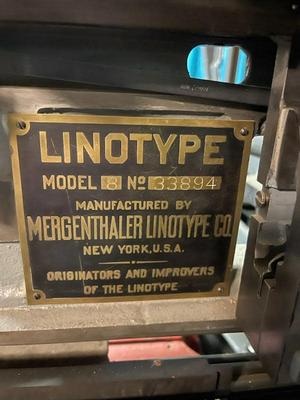 LINOTYPE
MODEL 8 No 33894
MANUFACTURED BY
MERGENTHALER LINOTYPE CO.
NEW YORK, U.S.A.
ORIGINATORS AND IMPROVERS
OF THE LINOTYPE